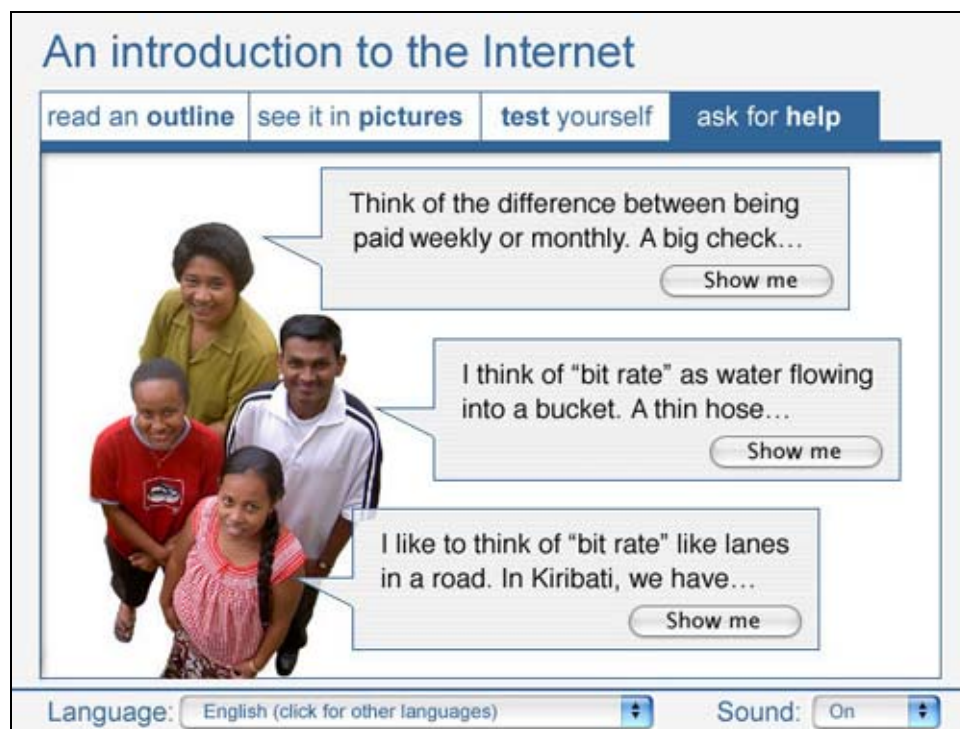 An introduction to the Internet
read an outline see it in pictures test yourself ask for help
Think of the difference between being
paid weekly or monthly. A big check…
Show me
I think of “bit rate” as water flowing
into a bucket. A thin hose…
Show me
I like to think of “bit rate” like lanes
in a road. In Kiribati, we have…
Show me
Language: English (click for other languages) Sound: On